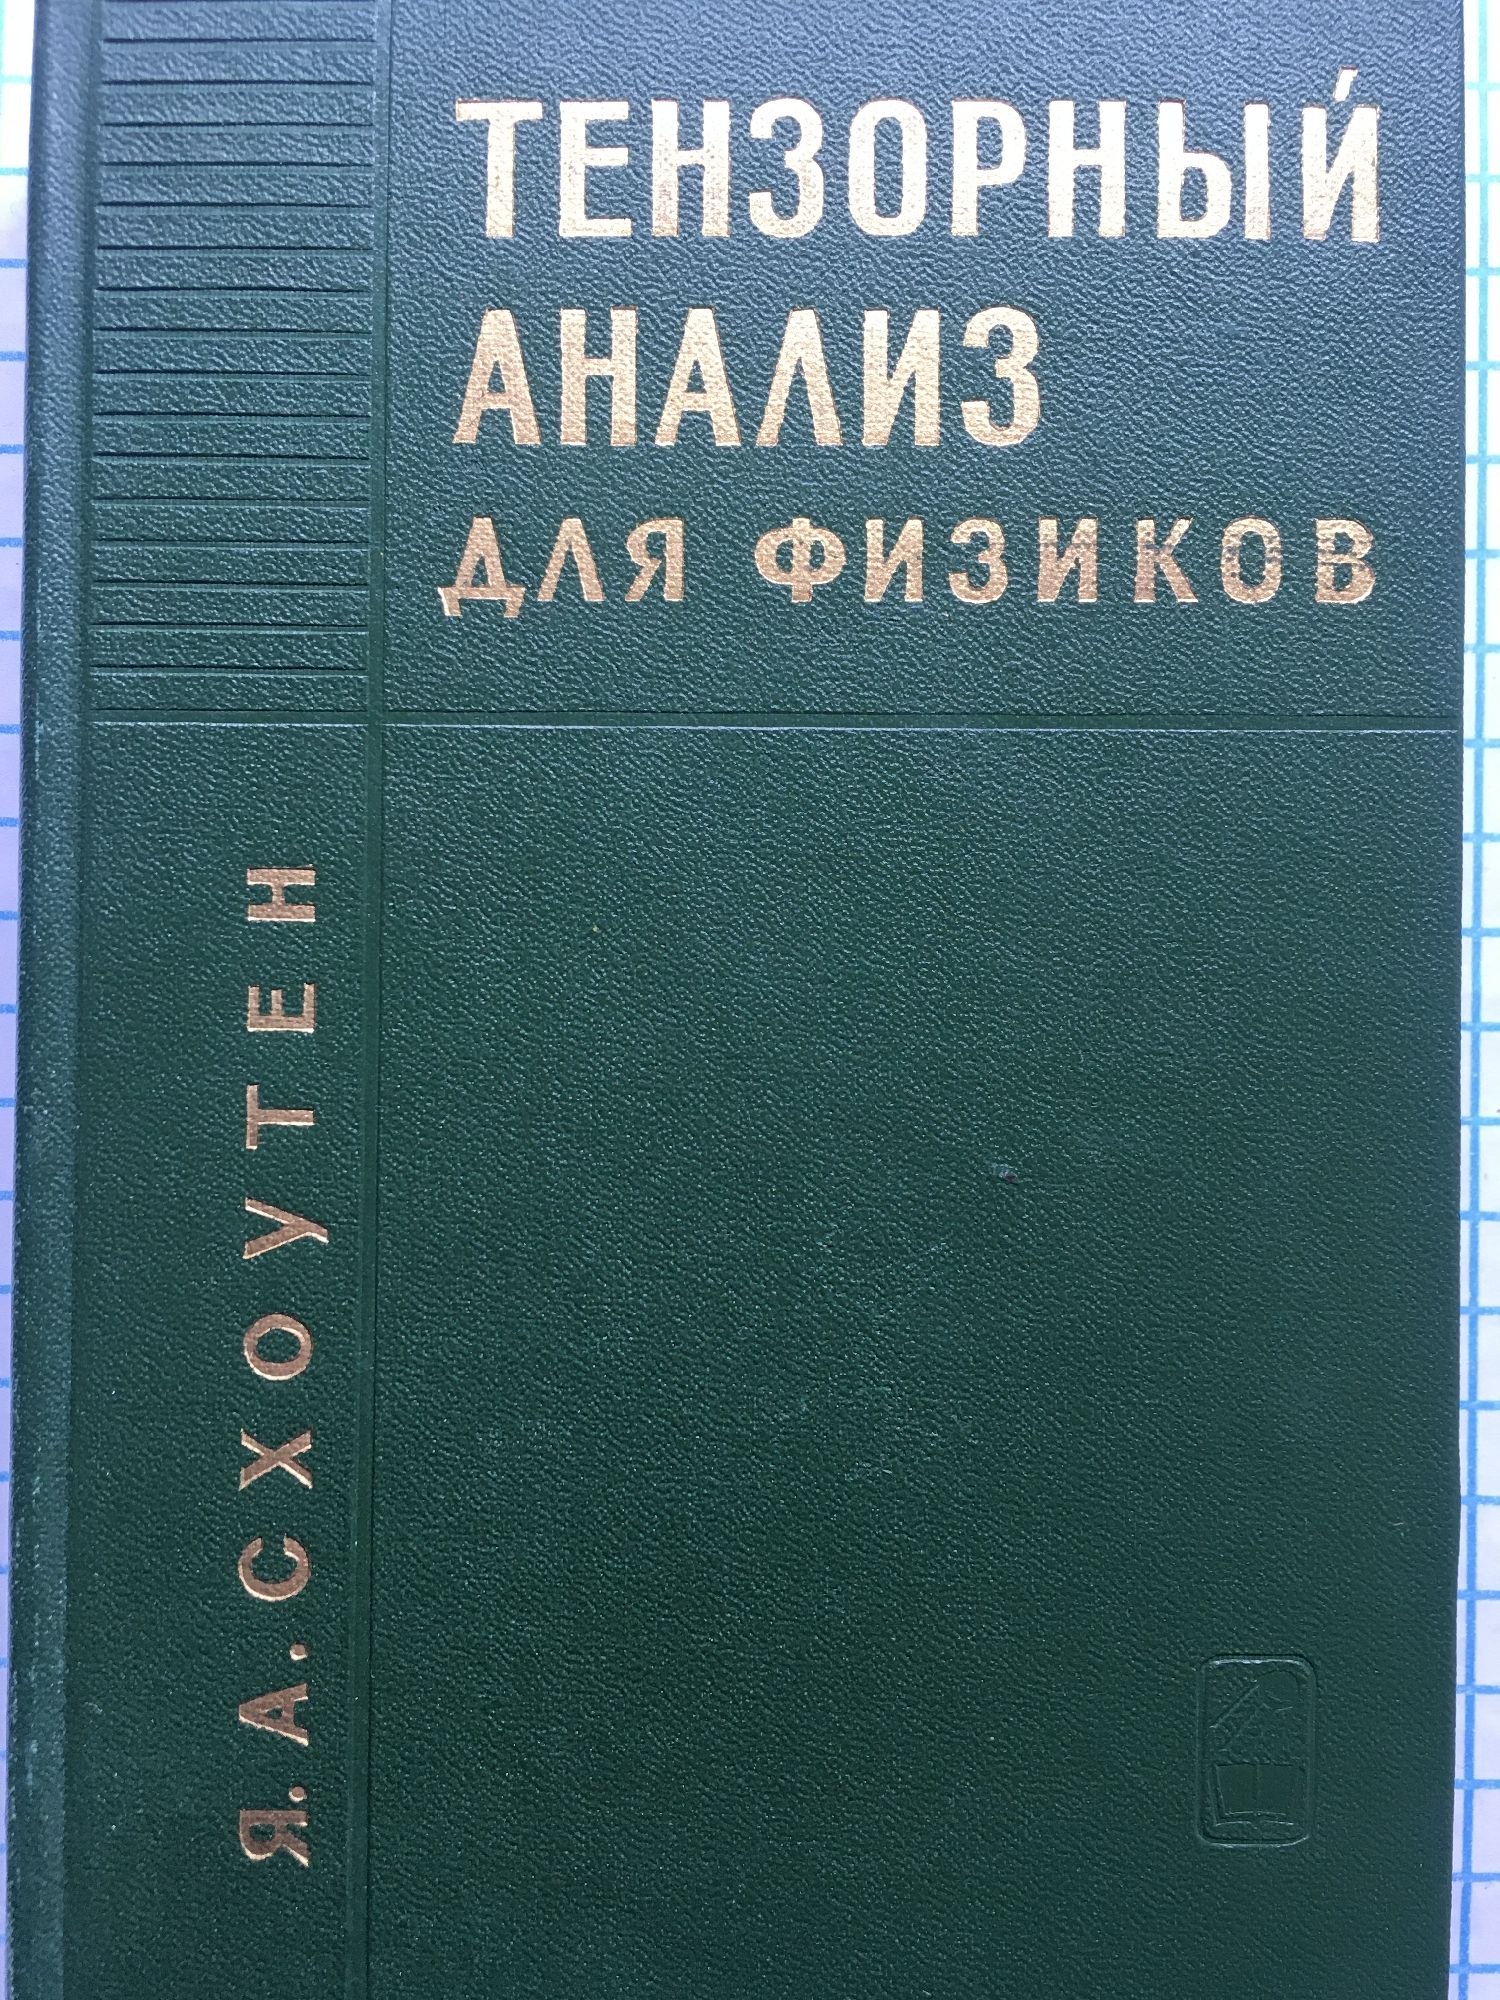 ТЕНЗОРНЫЙ
АНАЛИЗ
ДЛЯ ФИЗИКОВ
Я. А. СХОУТЕН